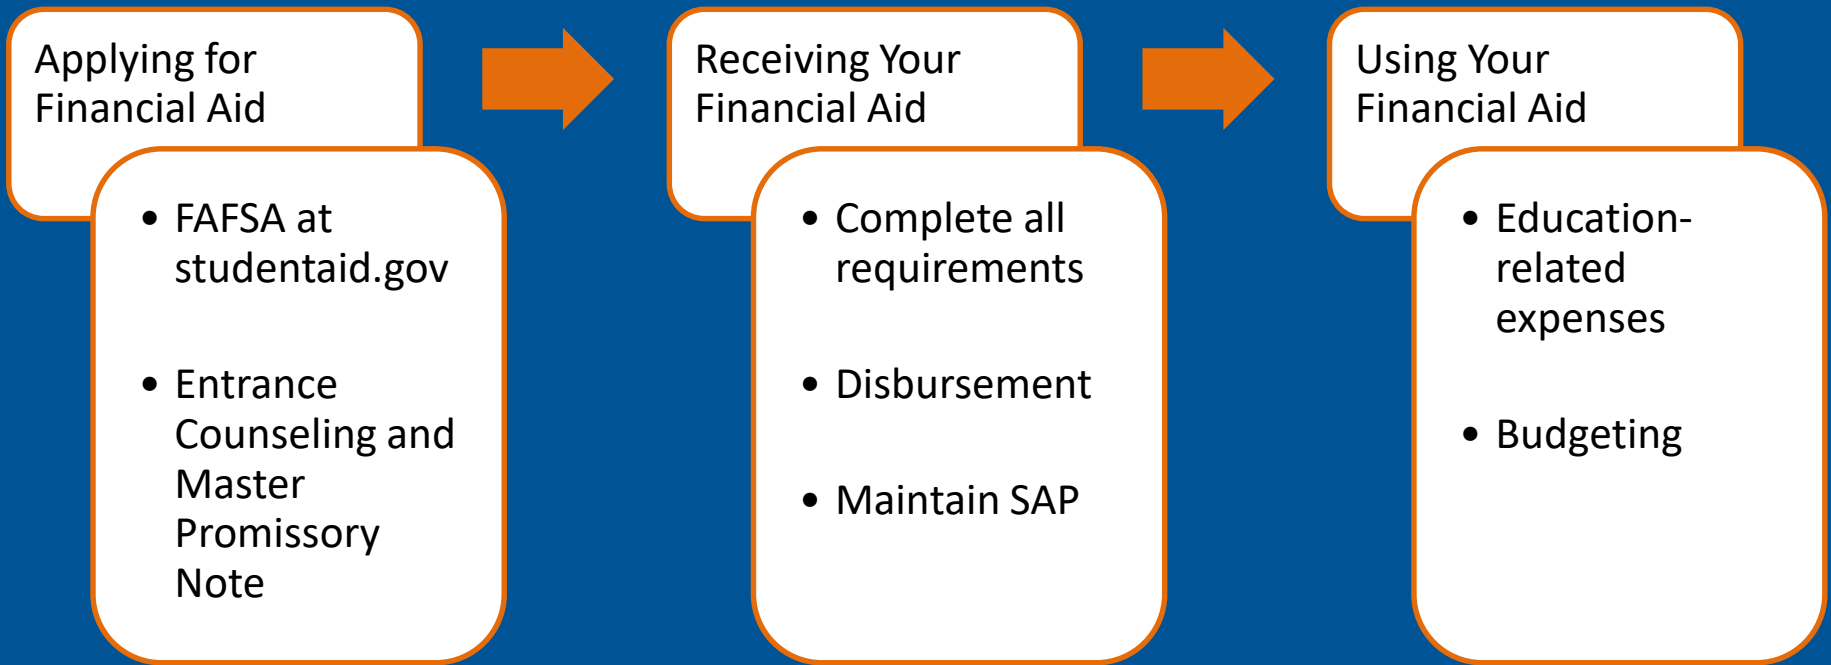 Applying for
Financial Aid
• FAFSA at
studentaid.gov
• Entrance
Counseling and
Master
Promissory
Note
Receiving Your
Financial Aid
• Complete all
requirements
• Disbursement
• Maintain SAP
Using Your
Financial Aid
• Education-
related
expenses
• Budgeting